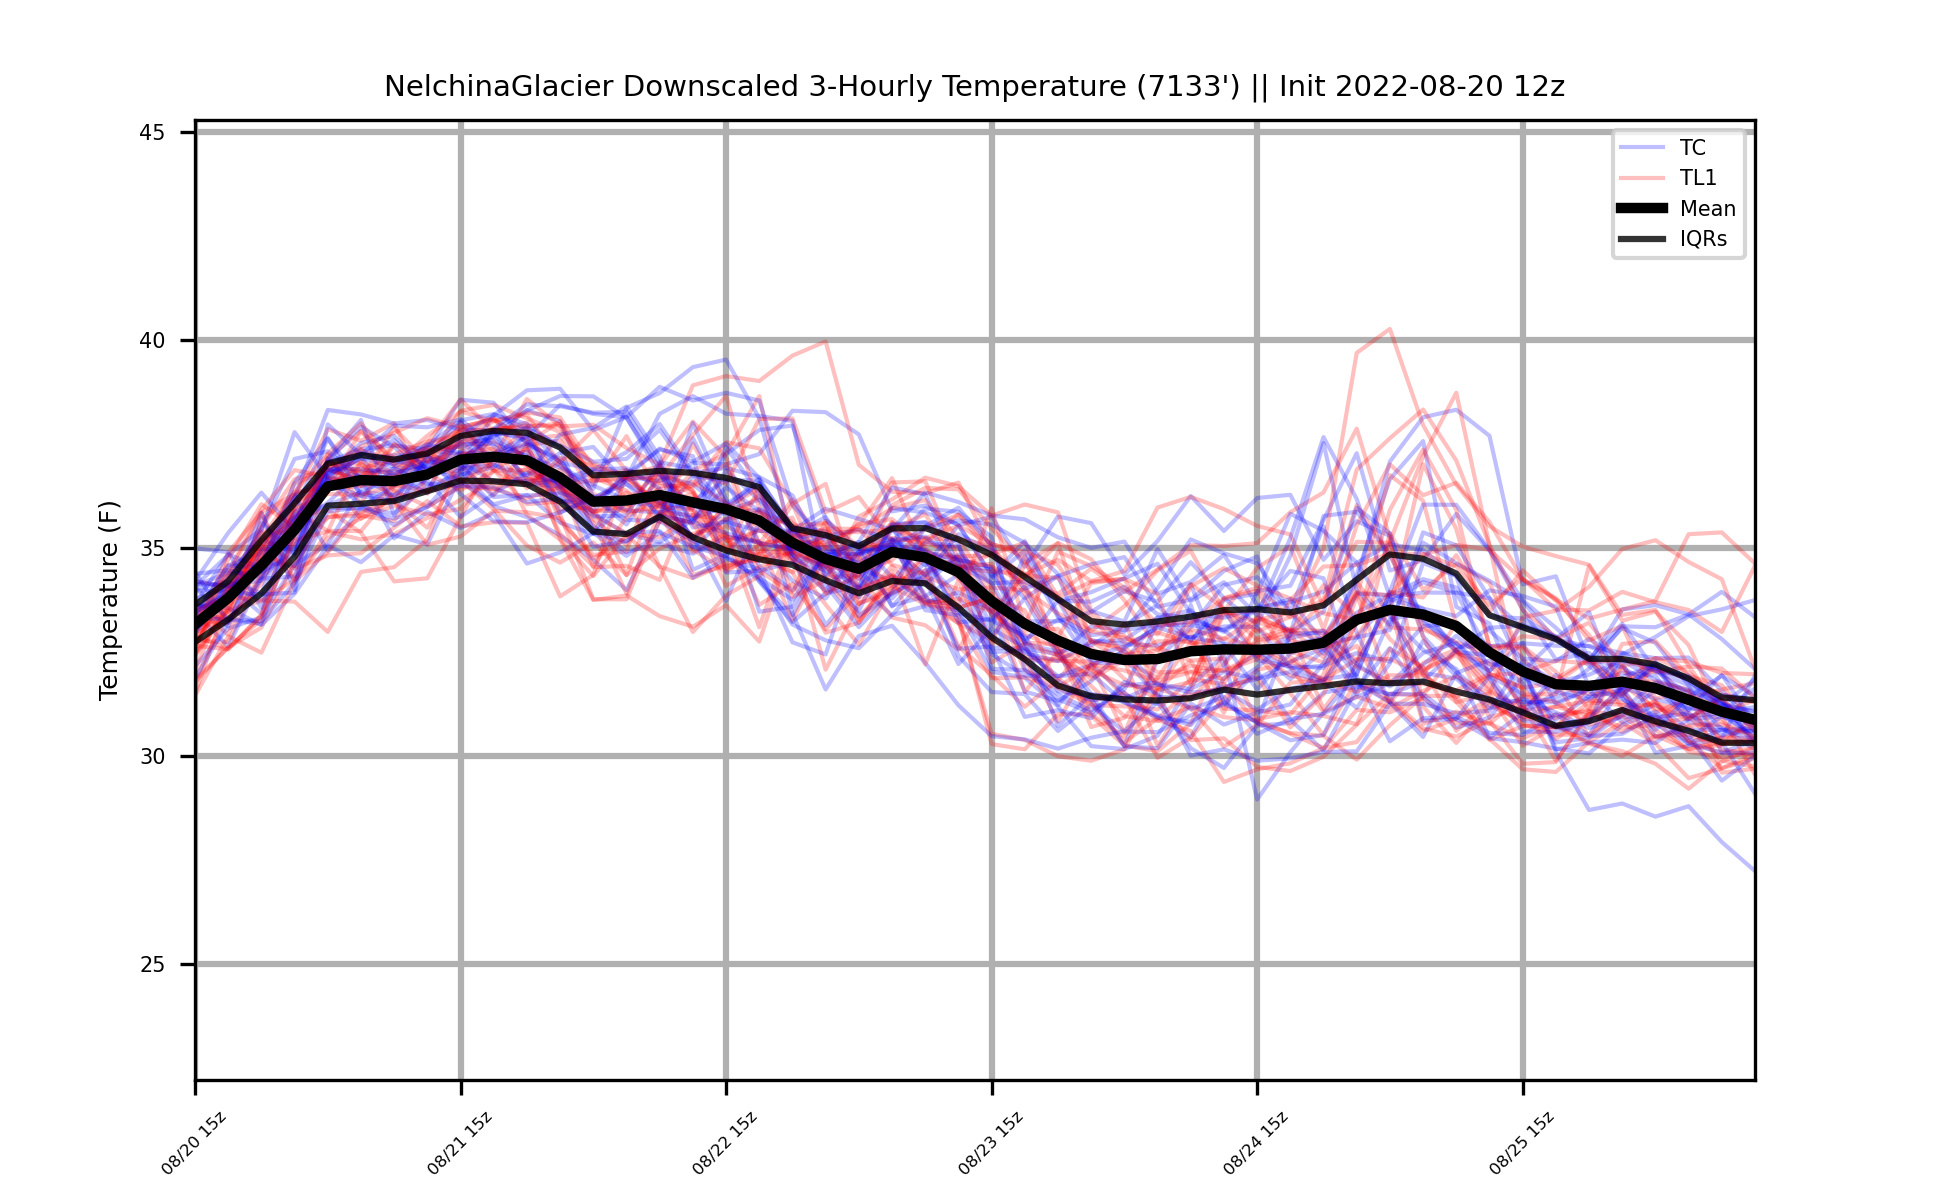 NelchinaGlacier Downscaled 3-Hourly Temperature (7133') || Init 2022-08-20 12z
TC
TL1
Mean
IQRs
Temperature (F)
45
40
35
30
25
08/20 15z
08/21 15z
08/22 15z
08/23 15z
08/24 15z
08/25 15z